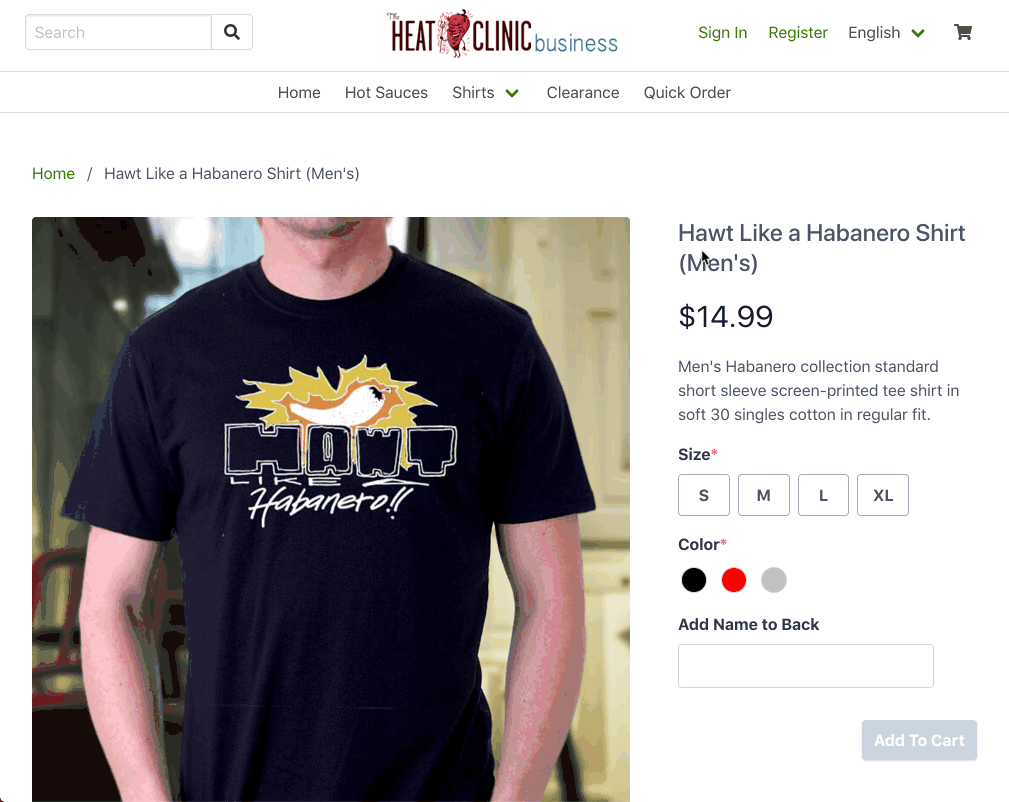 Search
The
HEAT CLINIC business
Sign In
Register
English
Home
Hot Sauces
Shirts
Clearance
Quick Order
Home / Hawt Like a Habanero Shirt (Men's)
HAWT
LIKE A
Habanero!!
Hawt Like a Habanero Shirt
(Men's)
$14.99
Men's Habanero collection standard
short sleeve screen-printed tee shirt in
soft 30 singles cotton in regular fit.
Size*
S
M
L
XL
Color*
Add Name to Back
Add To Cart